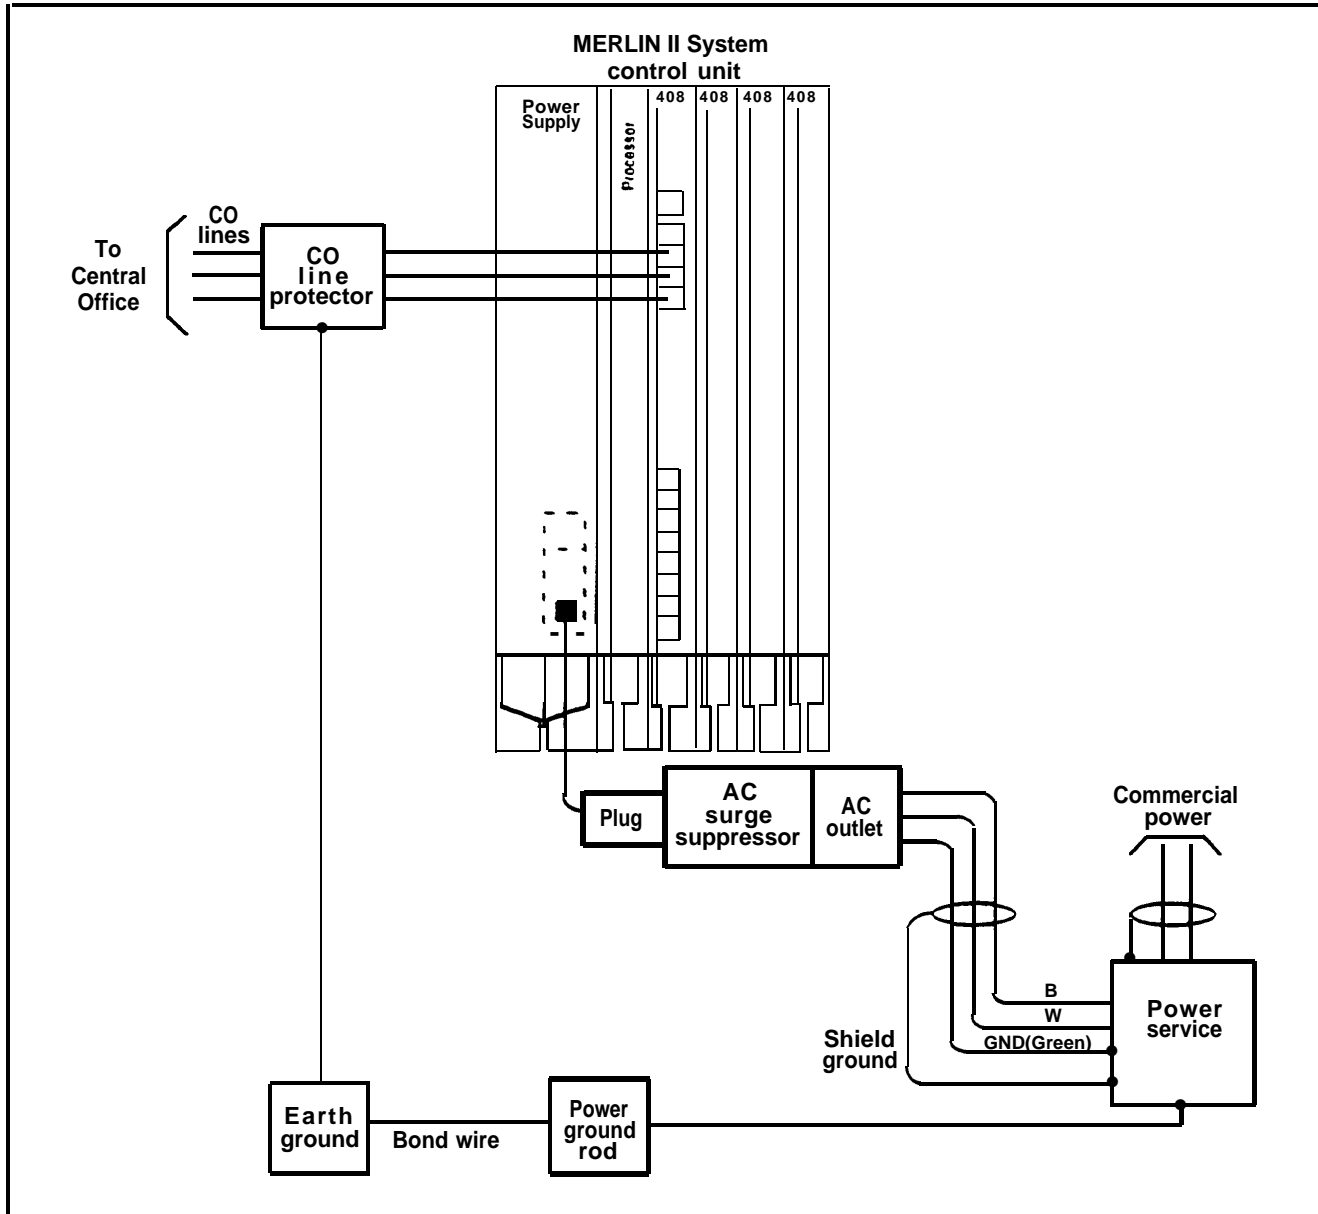 MERLIN II System
control unit
Power
Supply
Processor
408
408
408
408
To
Central
Office
CO
lines
CO
line
protector
Plug
AC
surge
suppressor
AC
outlet
Commercial
power
B
W
GND(Green)
Shield
ground
Power
service
Earth
ground
Bond wire
Power
ground
rod